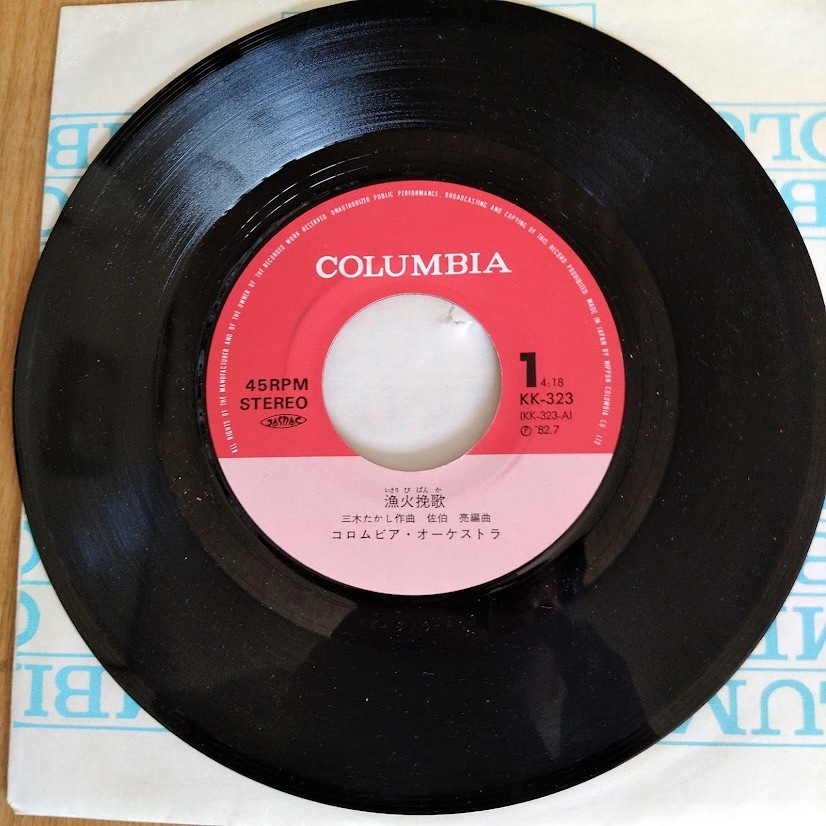 ALL RIGHTS OF THE MANUFACTURER AND OF THE OWNER OF THE RECORDED WORK RESERVED UNAUTHORIZED PUBLIC PERFORMANCE. BROADCASTING AND COPYING OF THIS RECORD PROHIBITED MADE IN JAPAN BY NIPPON COLUMBIA CO. LTD
COLUMBIA
45RPM
STEREO
JASRAC
1 4:18
KK-323
(KK-323-A)
Ⓟ '82.7
いさり び ばん か
漁火挽歌
三木たかし作曲 佐伯 亮編曲
コロムビア・オーケストラ